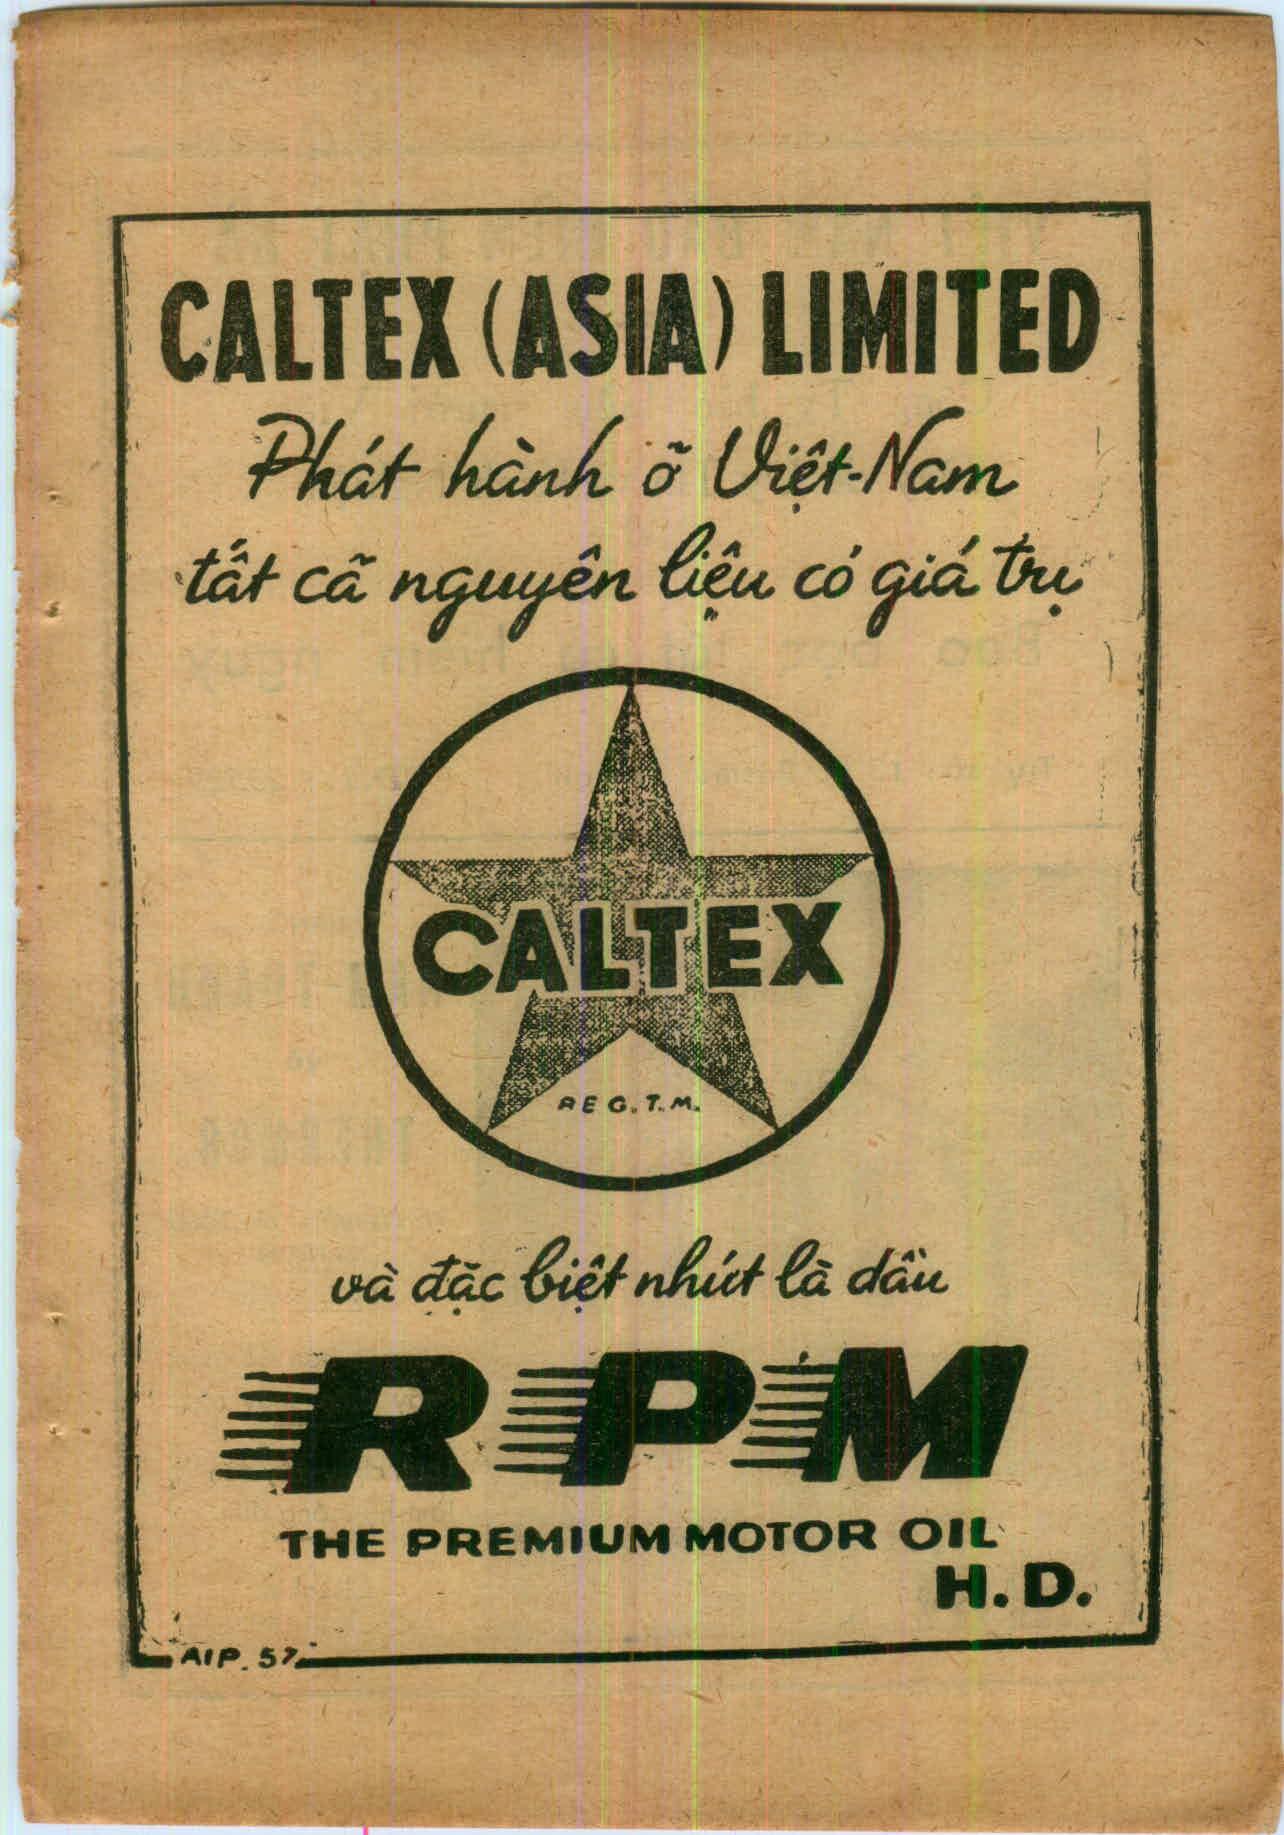 CALTEX (ASIA) LIMITED
Phát hành ở Việt-Nam
tất cã nguyên liệu có giá trị
CALTEX
REG. T. M.
và đặc biệt nhứt là dầu
RPM
THE PREMIUM MOTOR OIL
H. D.
AIP. 57